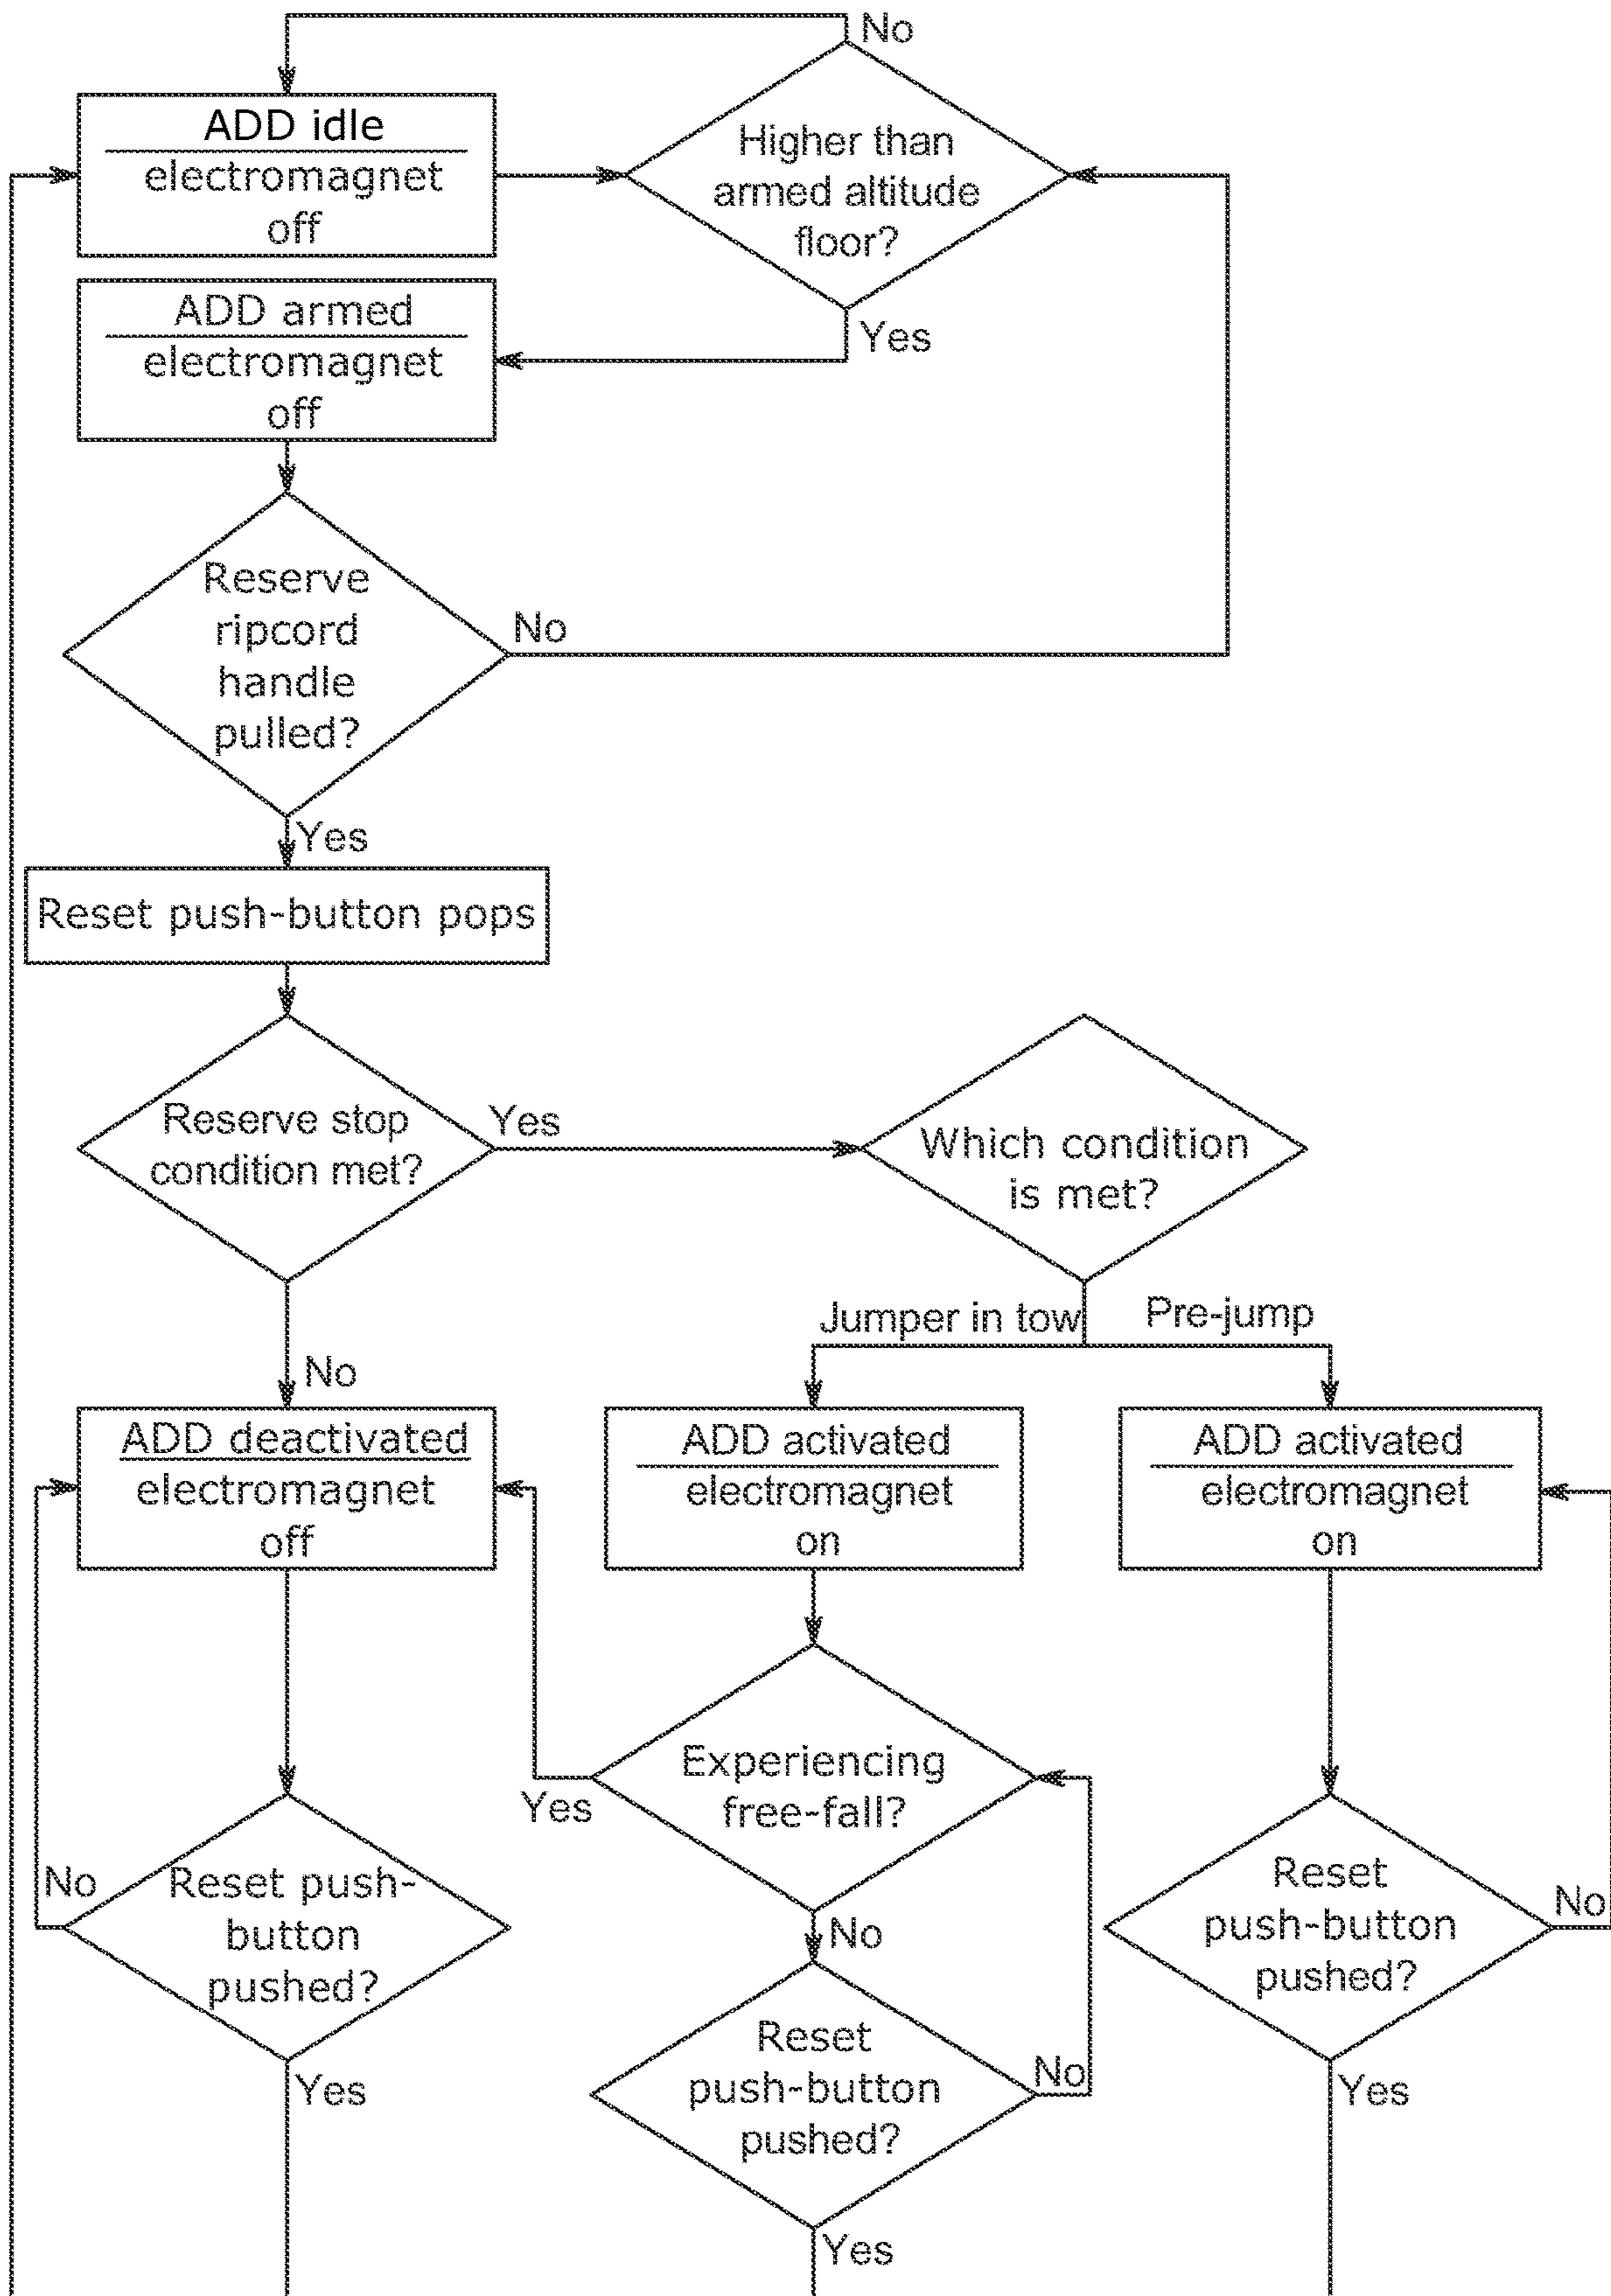 No
ADD idle
electromagnet
off
Higher than
armed altitude
floor?
Yes
ADD armed
electromagnet
off
Reserve
ripcord
handle
pulled?
No
Yes
Reset push-button pops
Reserve stop
condition met?
Yes
Which condition
is met?
Jumper in tow
Pre-jump
No
ADD deactivated
electromagnet
off
ADD activated
electromagnet
on
ADD activated
electromagnet
on
Experiencing
free-fall?
Yes
No
Reset push-
button
pushed?
No
Yes
Reset
push-button
pushed?
No
Yes
Reset
push-button
pushed?
No
Yes